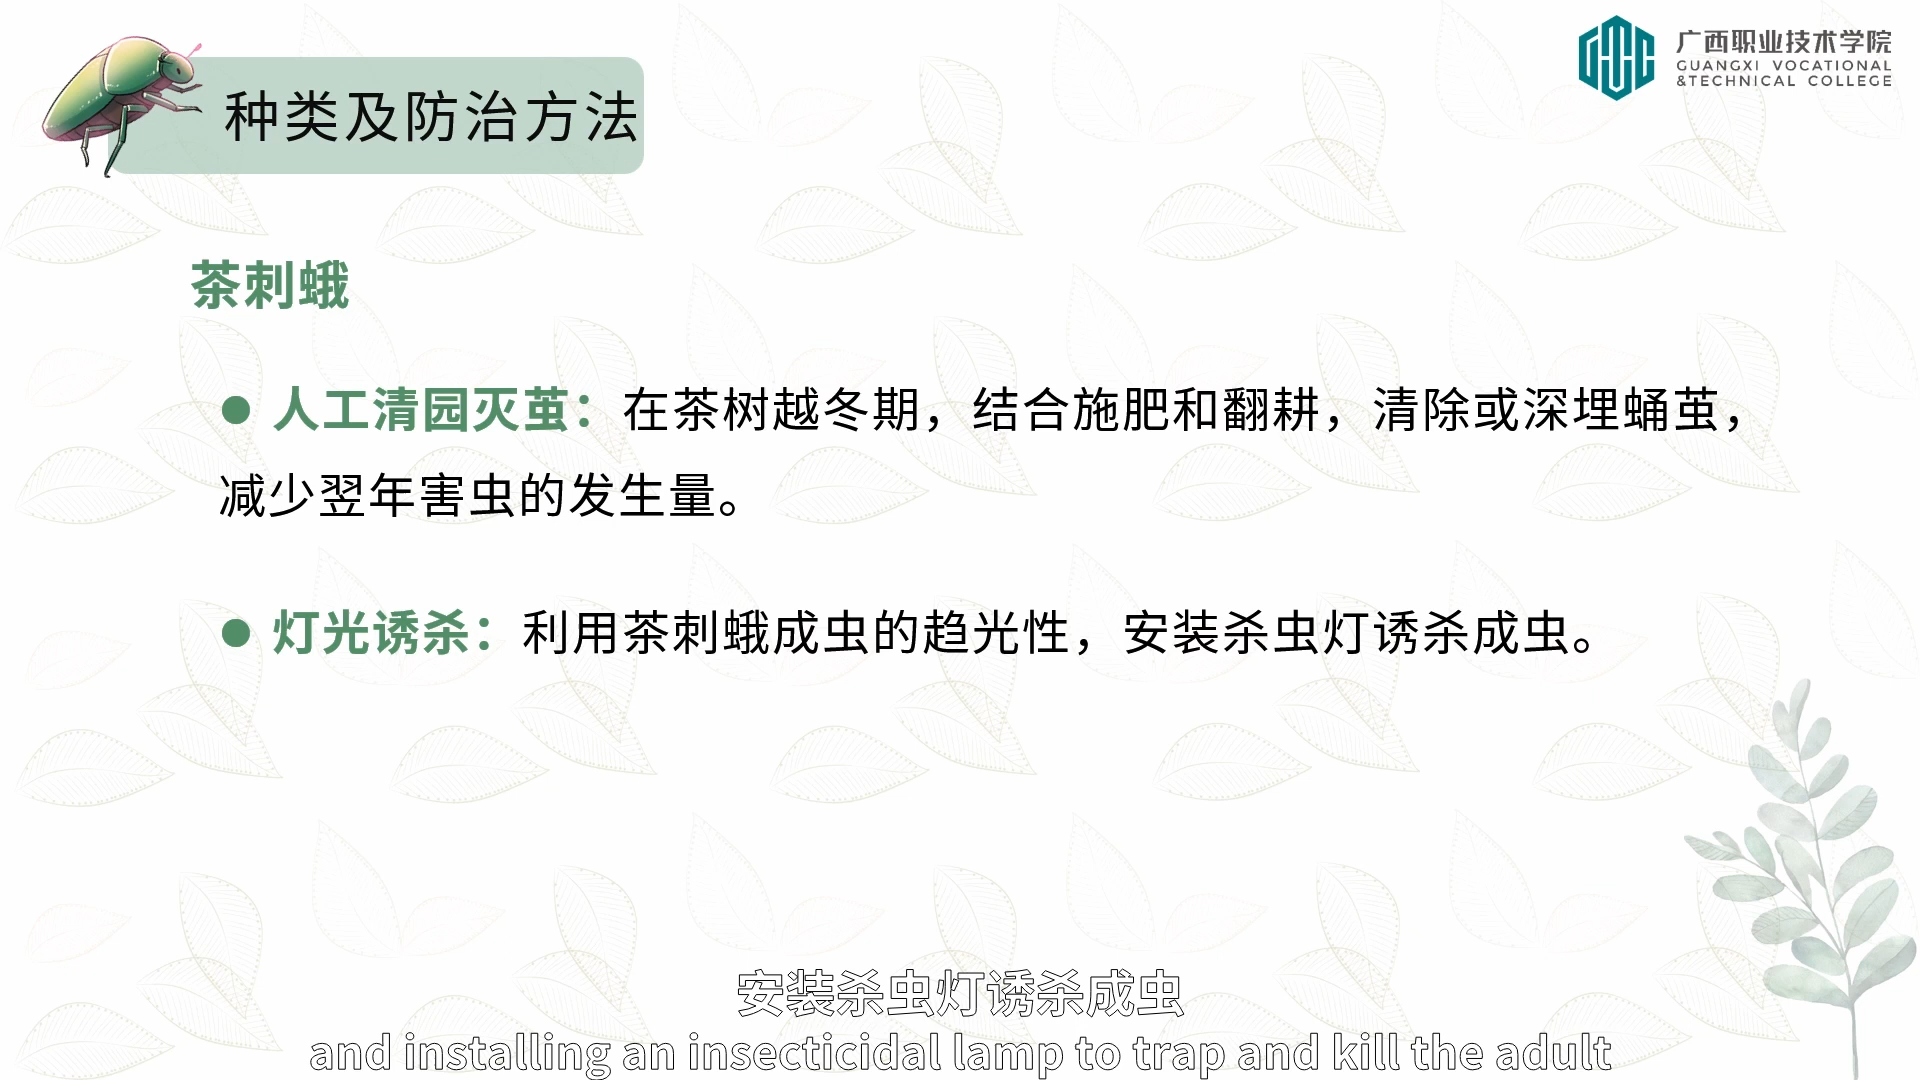 广西职业技术学院
GUANGXI VOCATIONAL
&TECHNICAL COLLEGE
种类及防治方法
茶刺蛾
● 人工清园灭茧：在茶树越冬期，结合施肥和翻耕，清除或深埋蛹茧，
减少翌年害虫的发生量。
● 灯光诱杀：利用茶刺蛾成虫的趋光性，安装杀虫灯诱杀成虫。
安装杀虫灯诱杀成虫
and installing an insecticidal lamp to trap and kill the adult